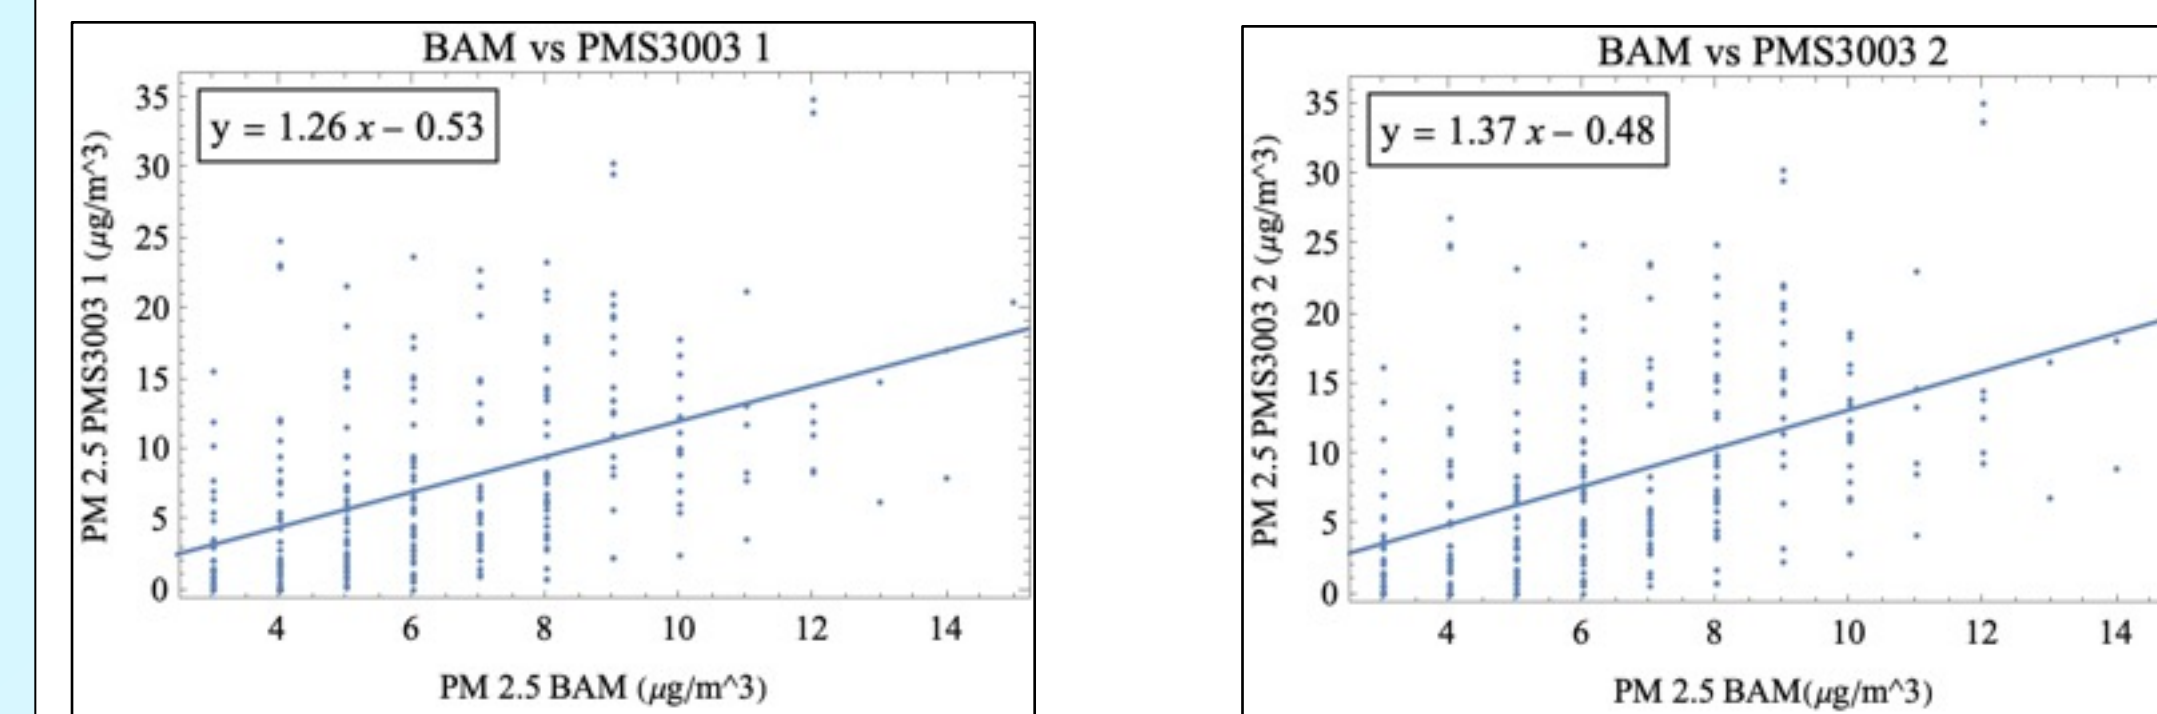 BAM vs PMS3003 1
y = 1.26 x – 0.53
PM 2.5 PMS3003 1 (μg/m^3)
35
30
25
20
15
10
5
0
4 6 8 10 12 14
PM 2.5 BAM (μg/m^3)
BAM vs PMS3003 2
y = 1.37 x – 0.48
PM 2.5 PMS3003 2 (μg/m^3)
35
30
25
20
15
10
5
0
4 6 8 10 12 14
PM 2.5 BAM(μg/m^3)